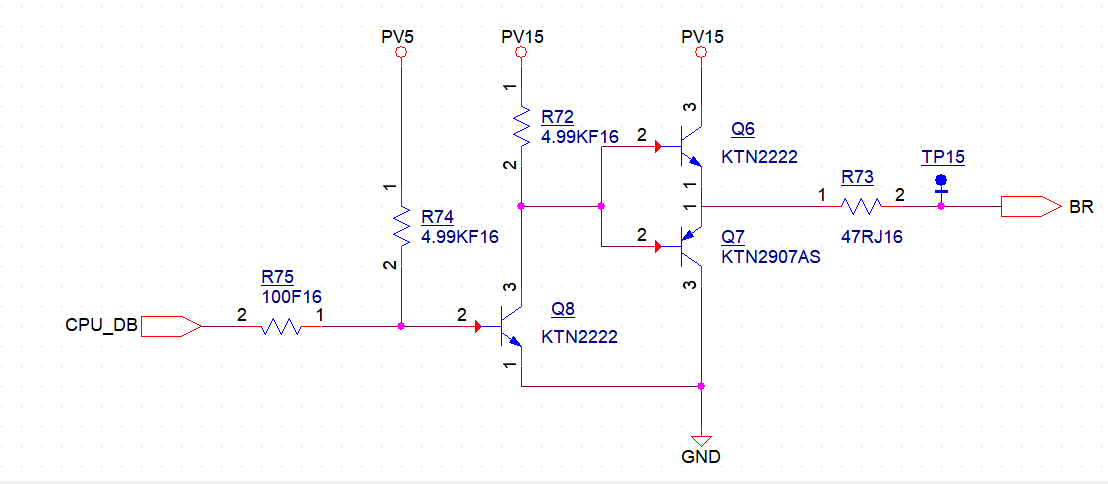 PV5
PV15
PV15
1
R72
4.99KF16
2
3
2
Q6
KTN2222
1
1
R74
4.99KF16
2
1
2
Q7
KTN2907AS
3
1
R73
2
47RJ16
TP15
BR
CPU_DB
2
R75
100F16
1
2
3
Q8
KTN2222
1
GND